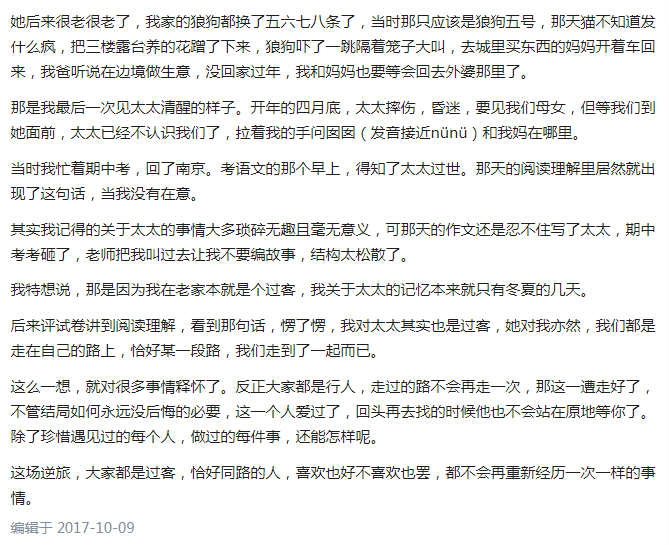 她后来很老很老了，我家的狼狗都换了五六七八条了，当时那只应该是狼狗五号，那天猫不知道发
什么疯，把三楼露台养的花蹭了下来，狼狗吓了一跳隔着笼子大叫，去城里买东西的妈妈开着车回
来，我爸听说在边境做生意，没回家过年，我和妈妈也要等会回去外婆那里了。
那是我最后一次见太太清醒的样子。开年的四月底，太太摔伤，昏迷，要见我们母女，但等我们到
她面前，太太已经不认识我们了，拉着我的手问囡囡（发音接近nünü）和我妈在哪里。
当时我忙着期中考，回了南京。考语文的那个早上，得知了太太过世。那天的阅读理解里居然就出
现了这句话，当我没有在意。
其实我记得的关于太太的事情大多琐碎无趣且毫无意义，可那天的作文还是忍不住写了太太，期中
考考砸了，老师把我叫过去让我不要编故事，结构太松散了。
我特想说，那是因为我在老家本就是个过客，我关于太太的记忆本来就只有冬夏的几天。
后来评试卷讲到阅读理解，看到那句话，愣了愣，我对太太其实也是过客，她对我亦然，我们都是
走在自己的路上，恰好某一段路，我们走到了一起而已。
这么一想，就对很多事情释怀了。反正大家都是行人，走过的路不会再走一次，那这一遭走好了，
不管结局如何永远没后悔的必要，这一个人爱过了，回头再去找的时候他也不会站在原地等你了。
除了珍惜遇见过的每个人，做过的每件事，还能怎样呢。
这场逆旅，大家都是过客，恰好同路的人，喜欢也好不喜欢也罢，都不会再重新经历一次一样的事
情。
编辑于 2017-10-09